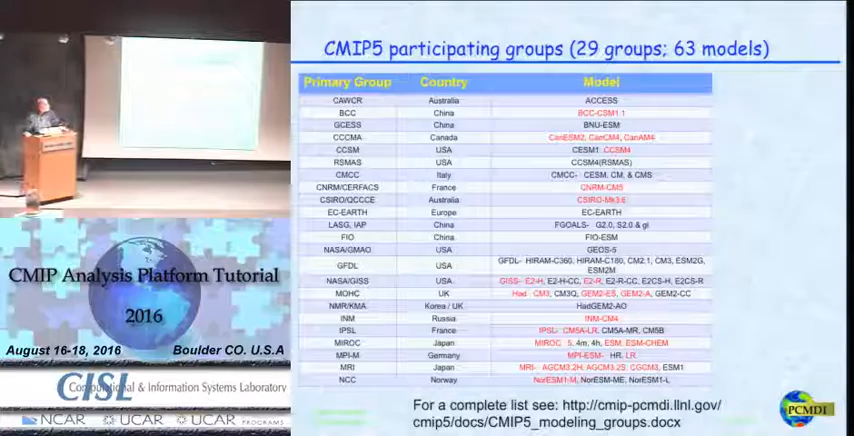 CMIP5 participating groups (29 groups; 63 models)
Primary Group Country Model
CAWCR Australia ACCESS
BCC China BCC-CSM1.1
GCESS China BNU-ESM
CCCMA Canada CanESM2, CanCM4, CanAM4
CCSM USA CESM1, CCSM4
RSMAS USA CCSM4(RSMAS)
CMCC Italy CMCC- CESM, CM, & CMS
CNRM/CERFACS France CNRM-CM5
CSIRO/QCCCE Australia CSIRO-Mk3.6
EC-EARTH Europe EC-EARTH
LASG, IAP China FGOALS- G2.0, S2.0 & gl
FIO China FIO-ESM
NASA/GMAO USA GEOS-5
GFDL USA GFDL- HIRAM-C360, HIRAM-C180, CM2.1, CM3, ESM2G,
ESM2M
NASA/GISS USA GISS- E2-H, E2-H-CC, E2-R, E2-R-CC, E2CS-H, E2CS-R
MOHC UK Had CM3, CM3Q, GEM2-ES, GEM2-A, GEM2-CC
NMR/KMA Korea / UK HadGEM2-AO
INM Russia INM-CM4
IPSL France IPSL- CM5A-LR, CM5A-MR, CM5B
MIROC Japan MIROC 5, 4m, 4h, ESM, ESM-CHEM
MPI-M Germany MPI-ESM- HR, LR
MRI Japan MRI- AGCM3.2H, AGCM3.2S, CGCM3, ESM1
NCC Norway NorESM1-M, NorESM-ME, NorESM1-L
For a complete list see: http://cmip-pcmdi.llnl.gov/
cmip5/docs/CMIP5_modeling_groups.docx
PCMDI
CMIP Analysis Platform Tutorial
2016
August 16-18, 2016 Boulder CO. U.S.A
CISL Computational & Information Systems Laboratory
NCAR UCAR UCAR PROGRAMS